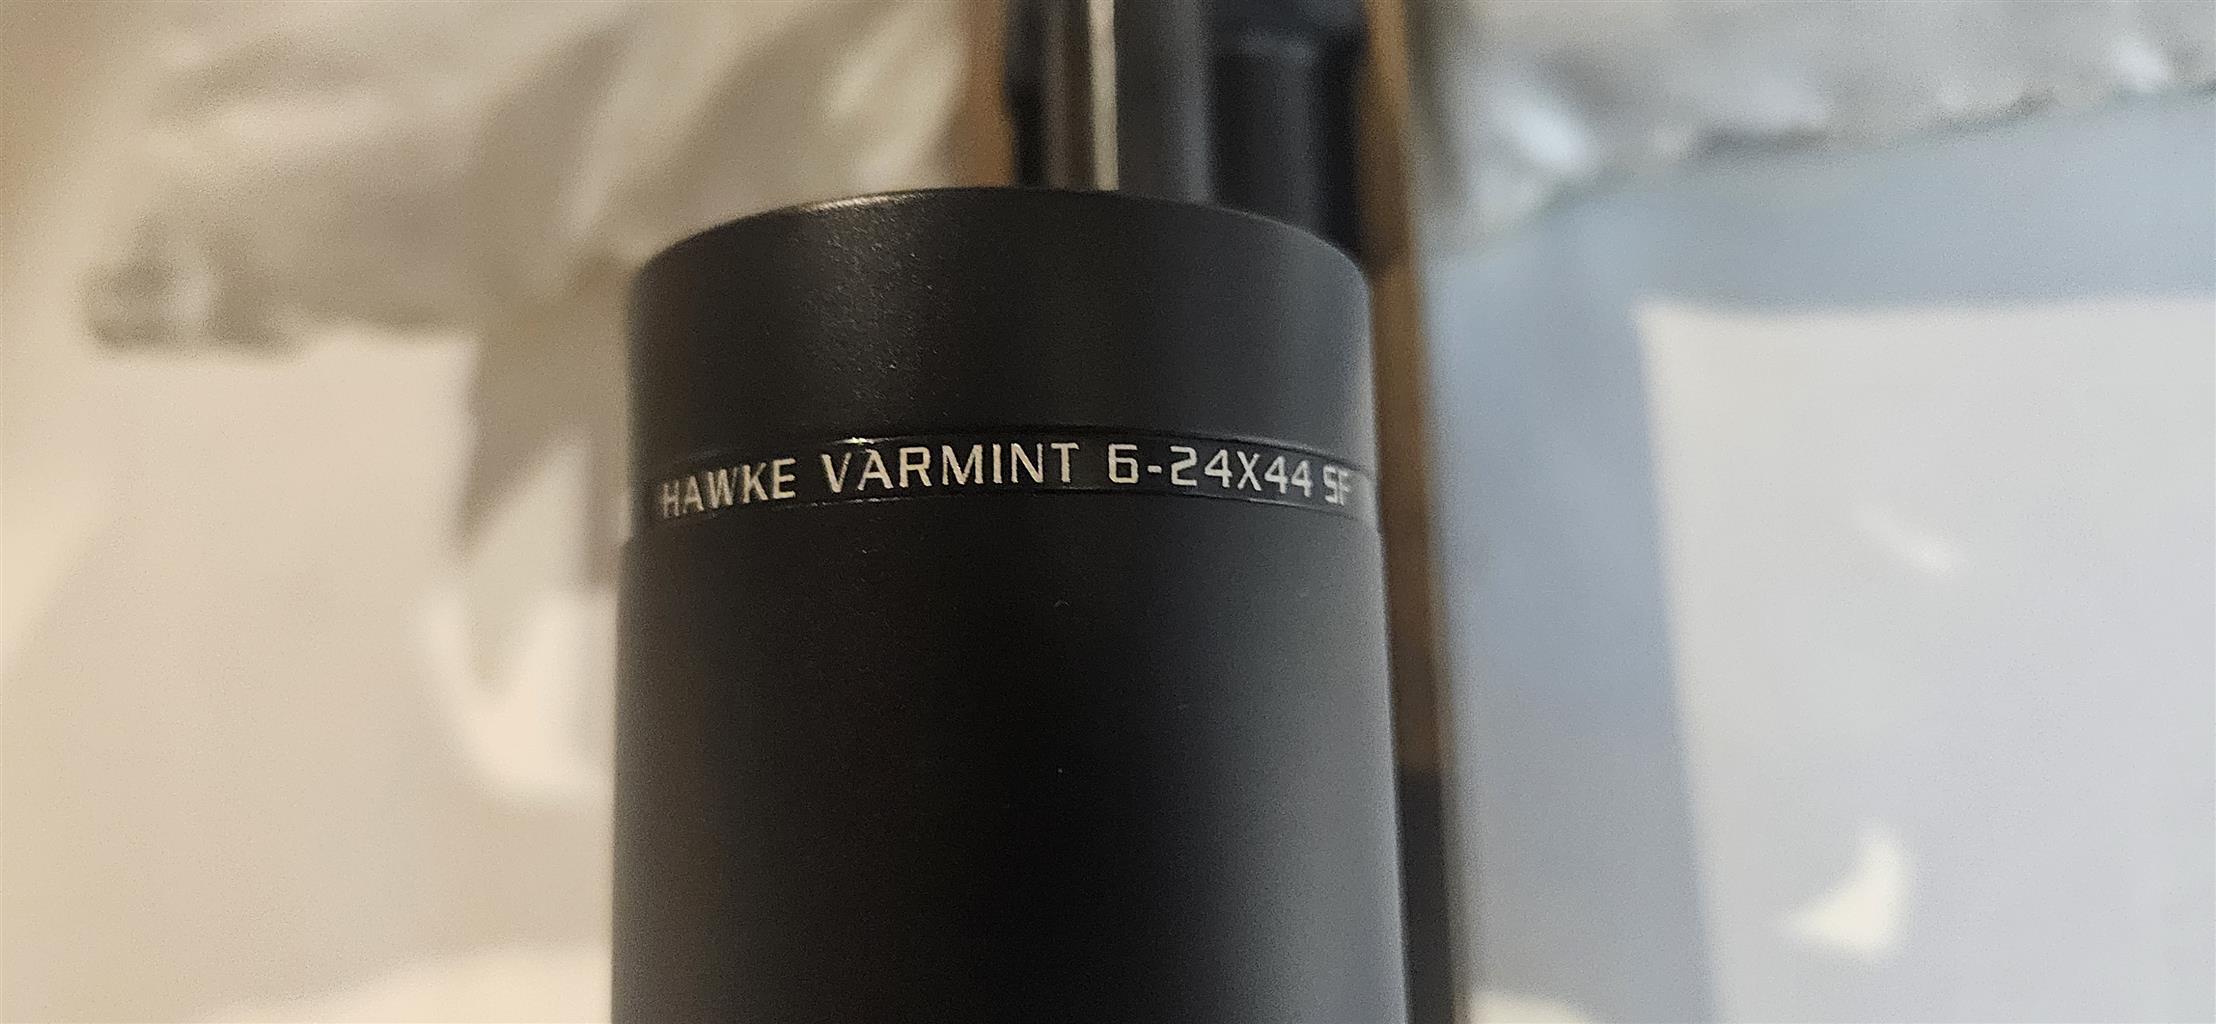 HAWKE VARMINT 6-24X44 SF